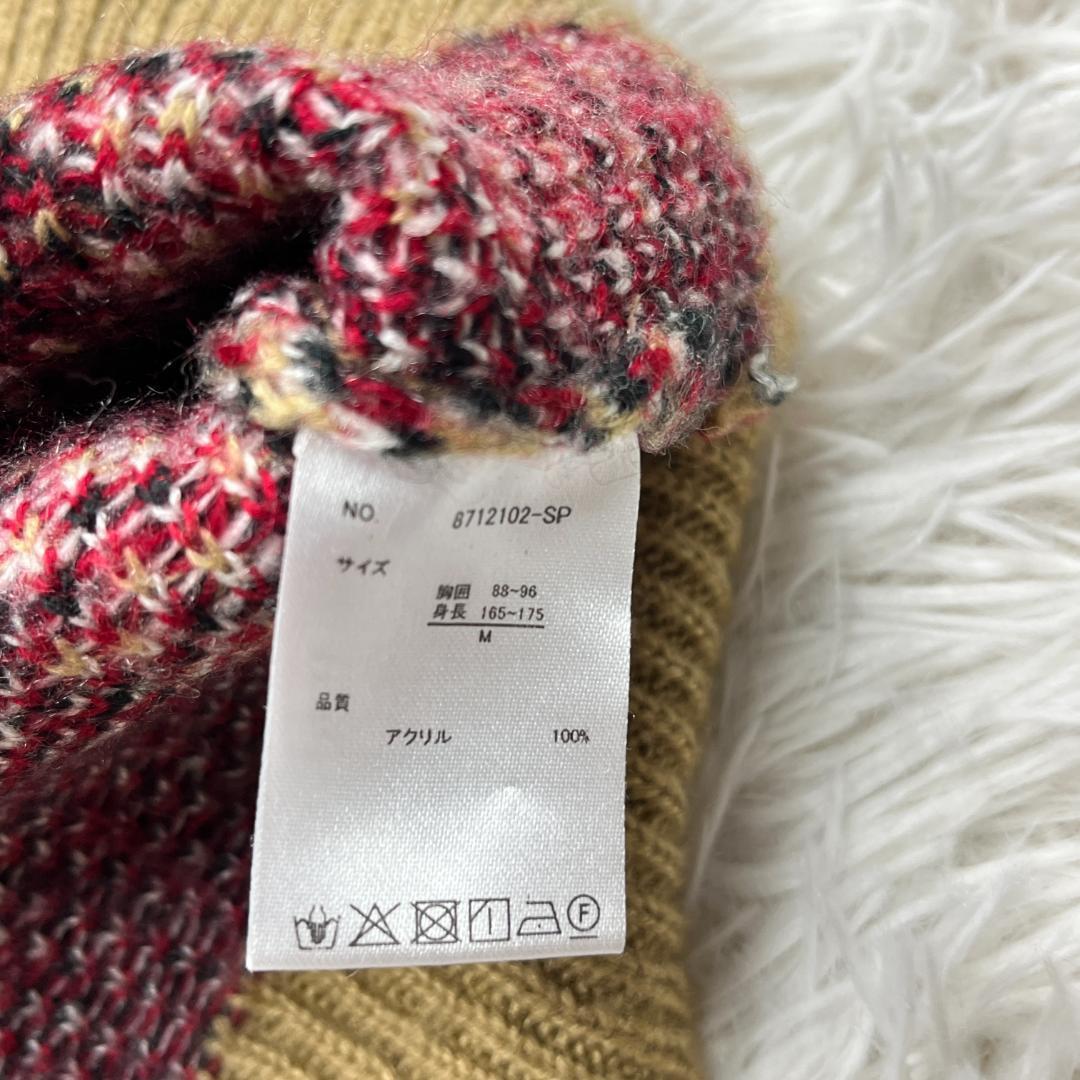 NO. 8712102-SP
サイズ
胸囲 88~96
身長 165~175
M
品質
アクリル 100%
F